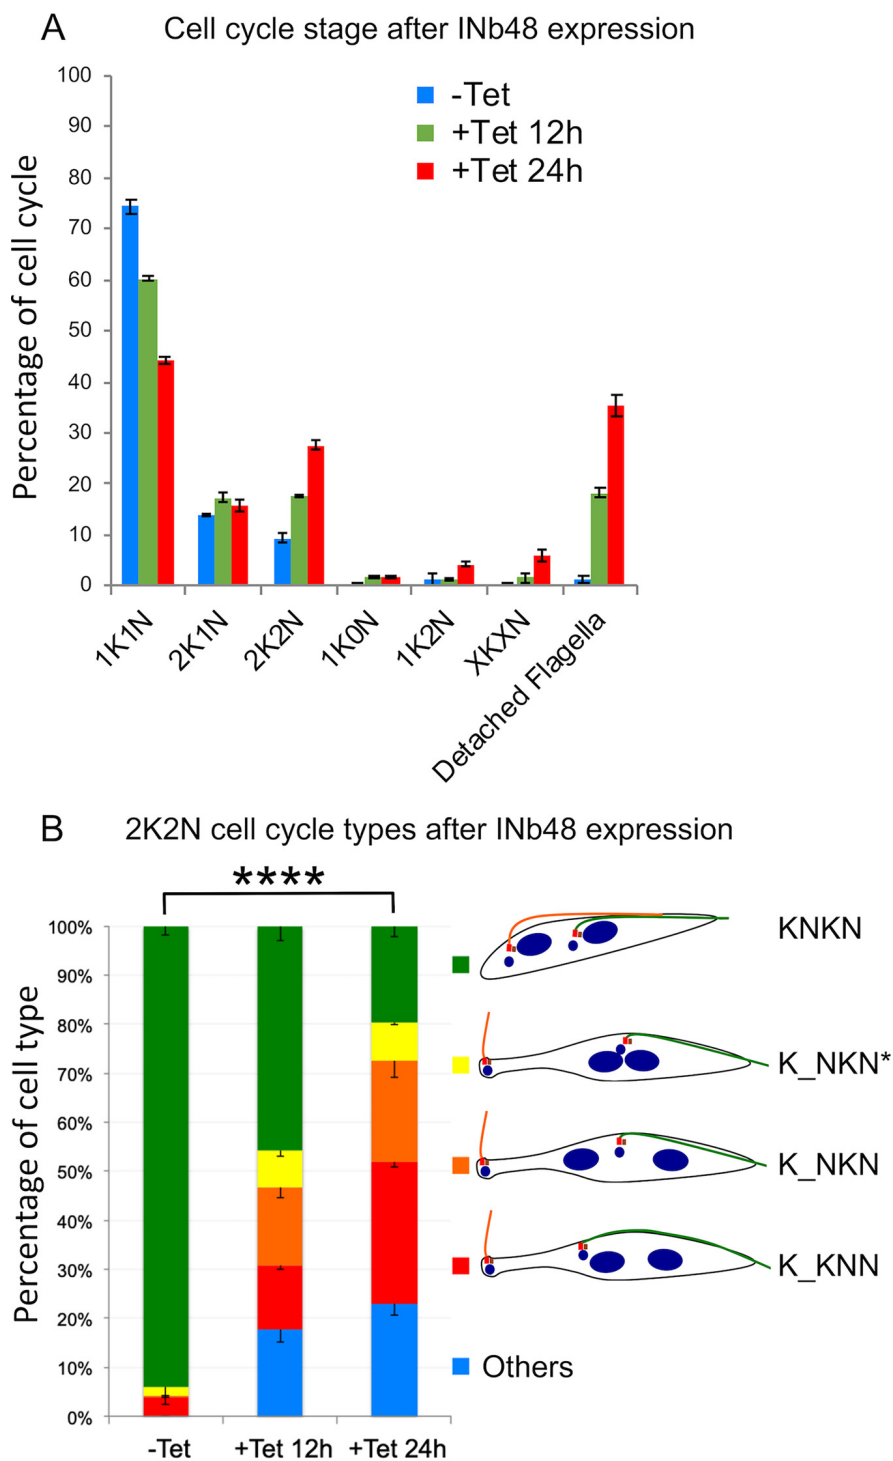 A
Cell cycle stage after INb48 expression
Percentage of cell cycle
100
90
80
70
60
50
40
30
20
10
0
-Tet
+Tet 12h
+Tet 24h
1K1N
2K1N
2K2N
1K0N
1K2N
XKXN
Detached Flagella
B
2K2N cell cycle types after INb48 expression
****
Percentage of cell type
100%
90%
80%
70%
60%
50%
40%
30%
20%
10%
0%
-Tet
+Tet 12h
+Tet 24h
KNKN
K_NKN*
K_NKN
K_KNN
Others